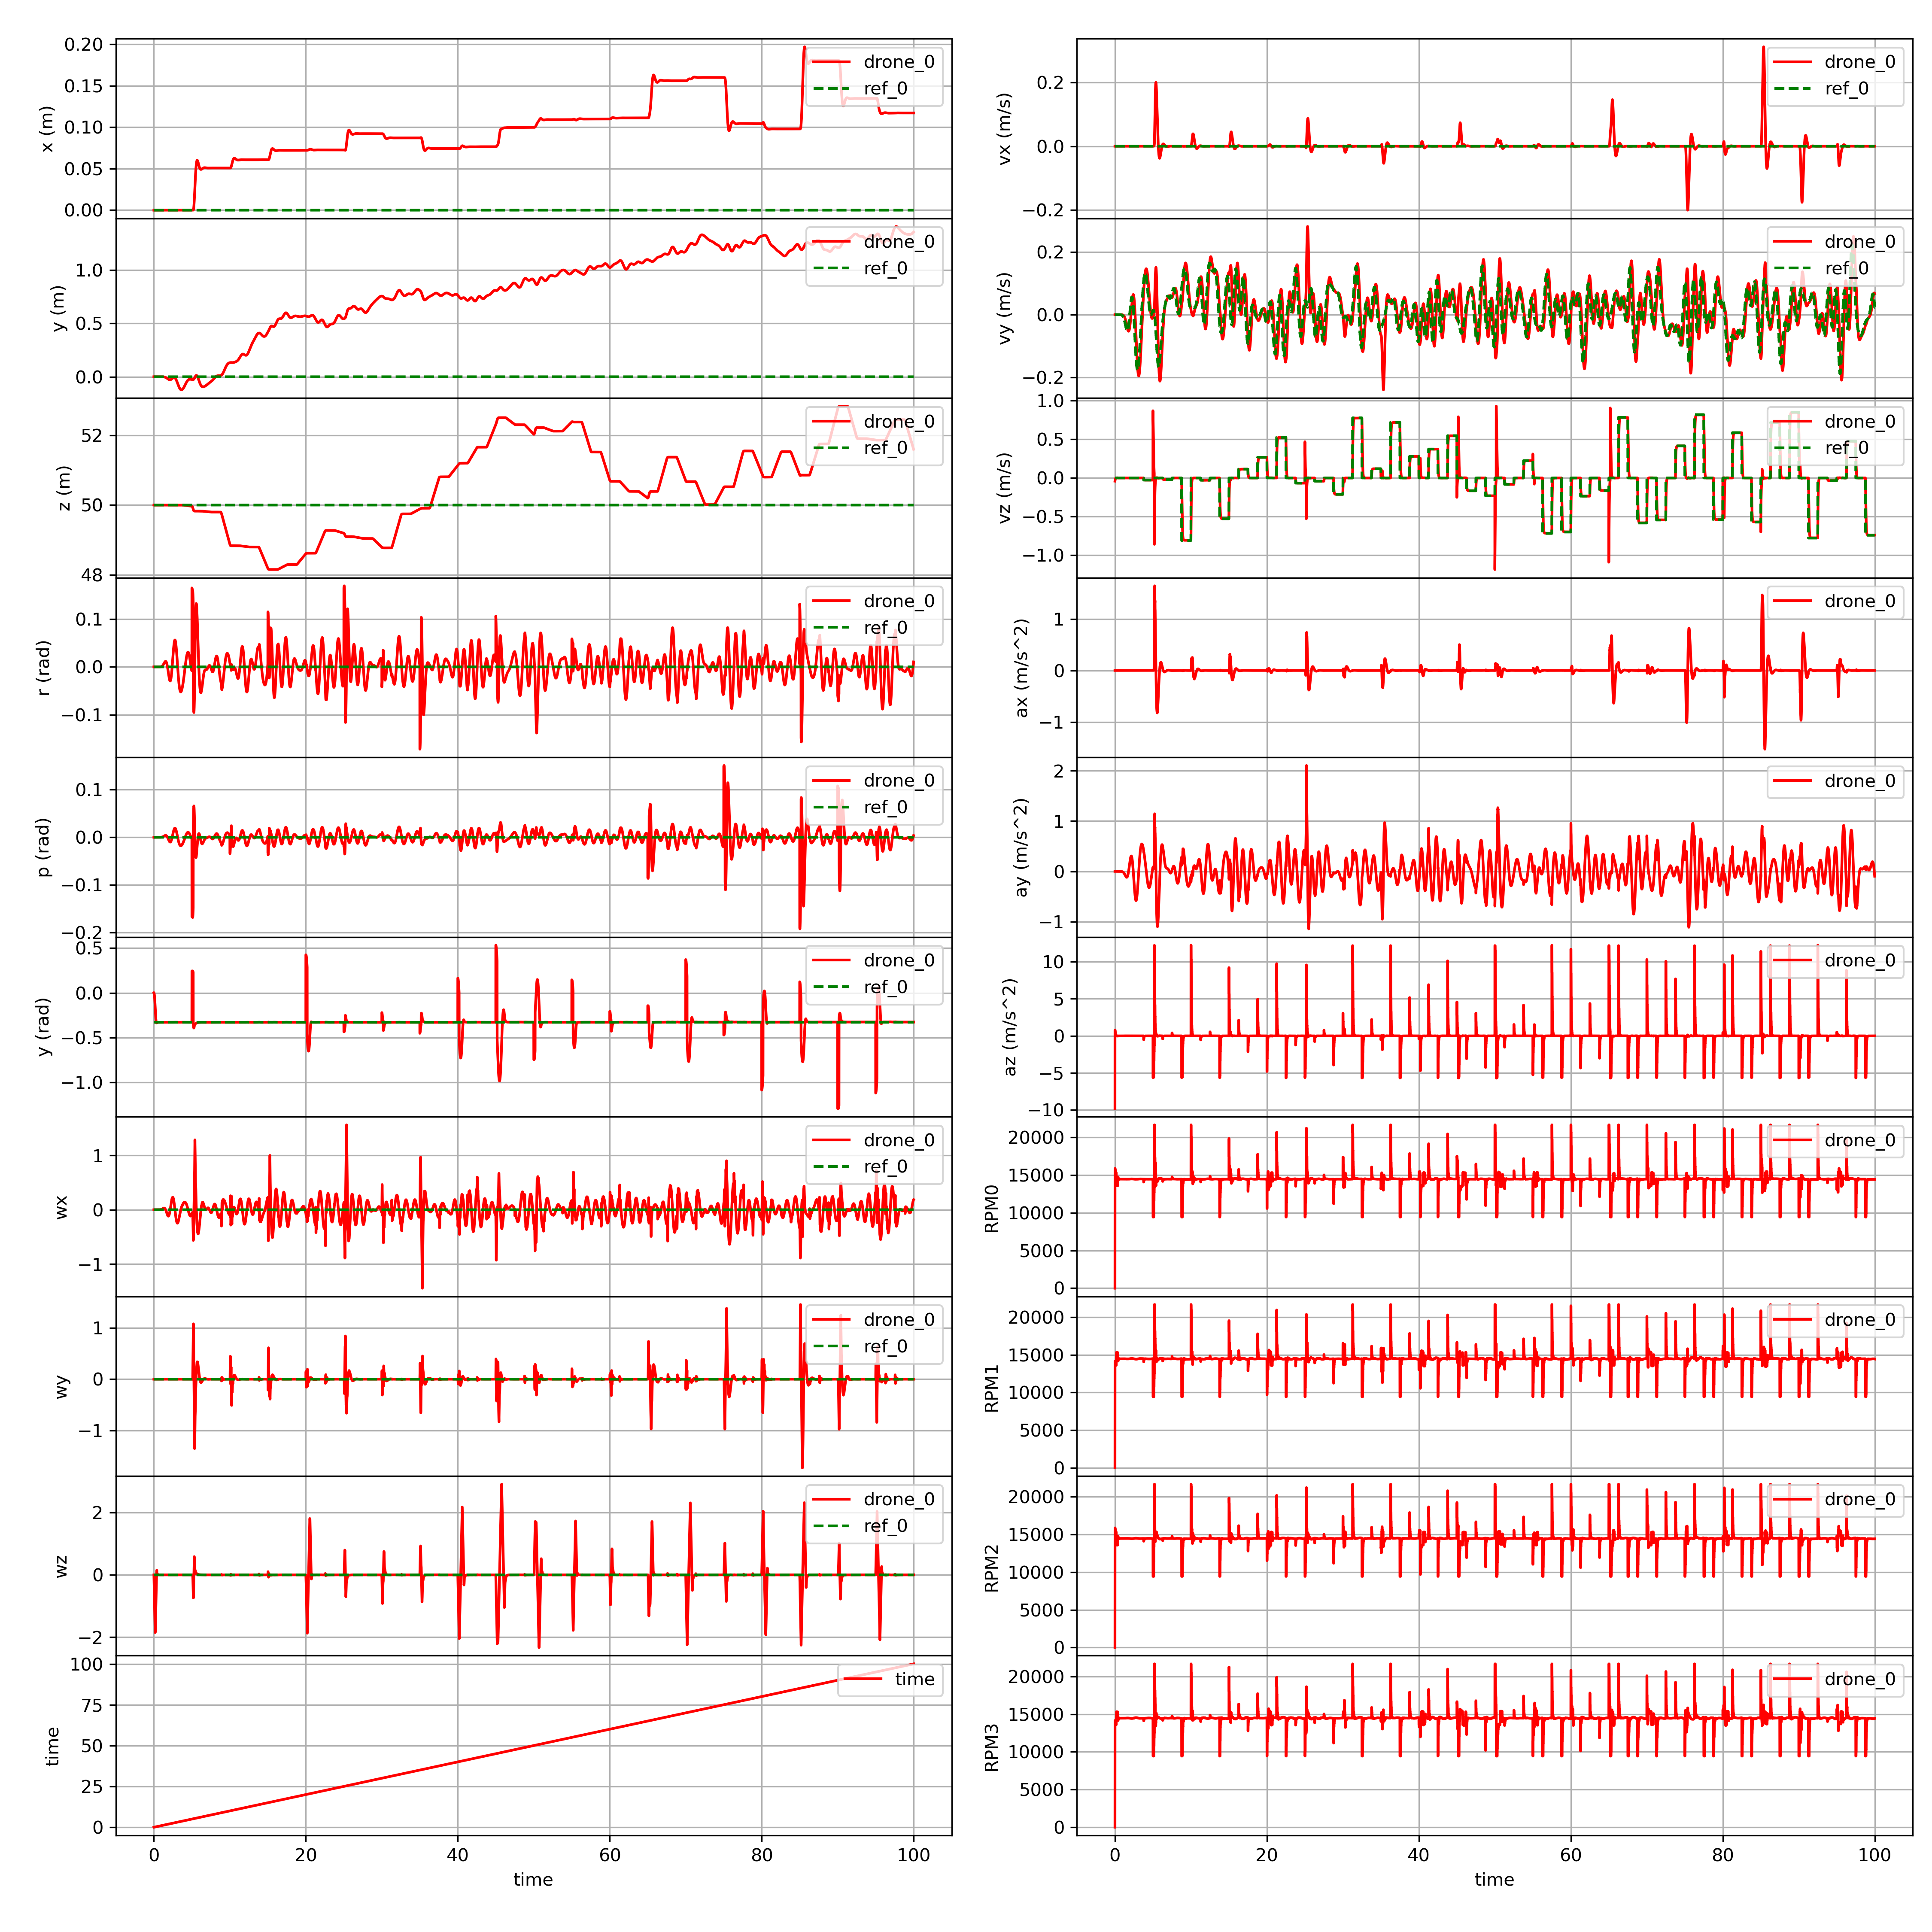 0.20
0.15
0.10
0.05
0.00
x (m)
drone_0
ref_0
1.0
0.5
0.0
y (m)
drone_0
ref_0
52
50
48
z (m)
drone_0
ref_0
0.1
0.0
−0.1
r (rad)
drone_0
ref_0
0.1
0.0
−0.1
−0.2
p (rad)
drone_0
ref_0
0.5
0.0
−0.5
−1.0
y (rad)
drone_0
ref_0
1
0
−1
wx
drone_0
ref_0
1
0
−1
wy
drone_0
ref_0
2
0
−2
wz
drone_0
ref_0
100
75
50
25
0
time
time
0 20 40 60 80 100
time
0.2
0.0
−0.2
vx (m/s)
drone_0
ref_0
0.2
0.0
−0.2
vy (m/s)
drone_0
ref_0
1.0
0.5
0.0
−0.5
−1.0
vz (m/s)
drone_0
ref_0
1
0
−1
ax (m/s^2)
drone_0
2
1
0
−1
ay (m/s^2)
drone_0
10
5
0
−5
−10
az (m/s^2)
drone_0
20000
15000
10000
5000
0
RPM0
drone_0
20000
15000
10000
5000
0
RPM1
drone_0
20000
15000
10000
5000
0
RPM2
drone_0
20000
15000
10000
5000
0
RPM3
drone_0
0 20 40 60 80 100
time